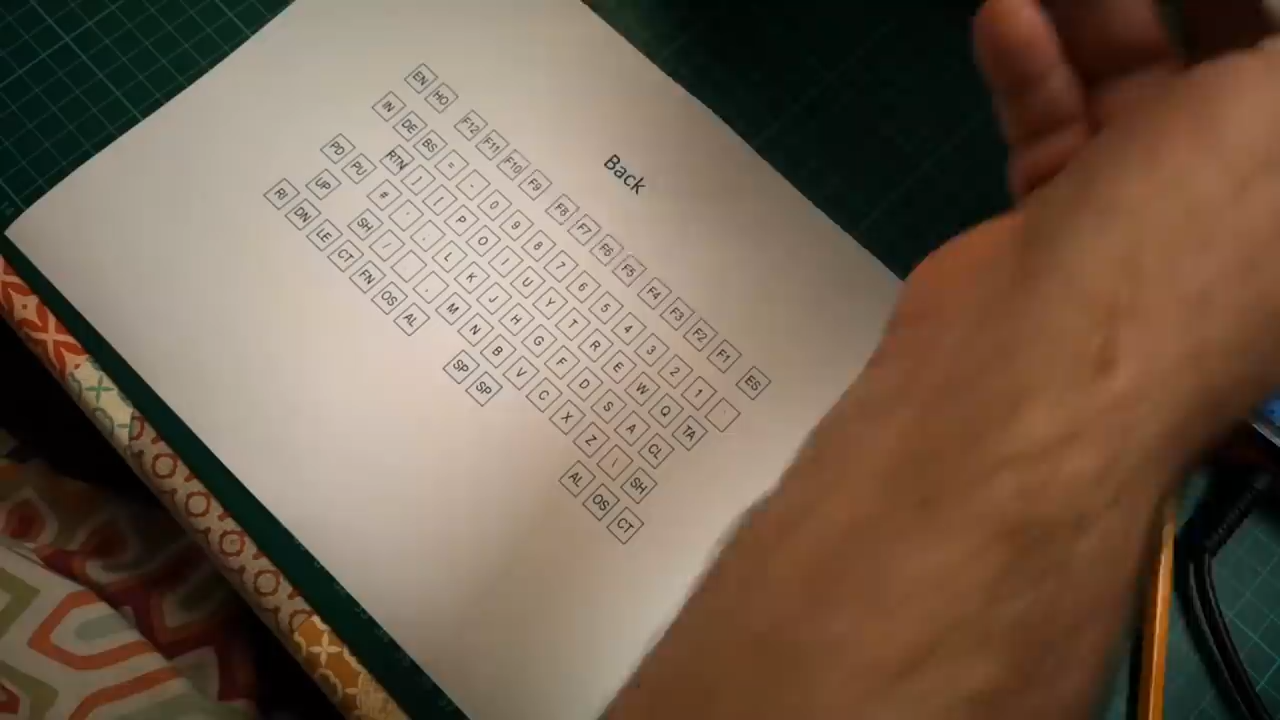 Back
EN HO F12 F11 F10 F9 F8 F7 F6 F5 F4 F3 F2 F1 ES
IN DE BS = - 0 9 8 7 6 5 4 3 2 1
PD PU RTN ] [ P O I U Y T R E W Q TA
# L K J H G F D S A CL
UP SH / M N B V C X Z SH
RI DN LE CT FN OS AL SP SP AL OS CT